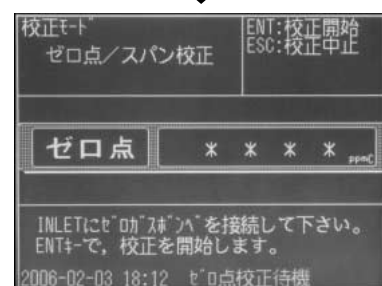 校正ﾓｰﾄﾞ
ゼロ点／スパン校正
ENT:校正開始
ESC:校正中止
ゼロ点 ＊ ＊ ＊ ＊ ppmC
INLETにｾﾞﾛｶﾞｽﾎﾞﾝﾍﾞを接続して下さい。
ENTｷｰで, 校正を開始します。
2006-02-03 18:12 ｾﾞﾛ点校正待機